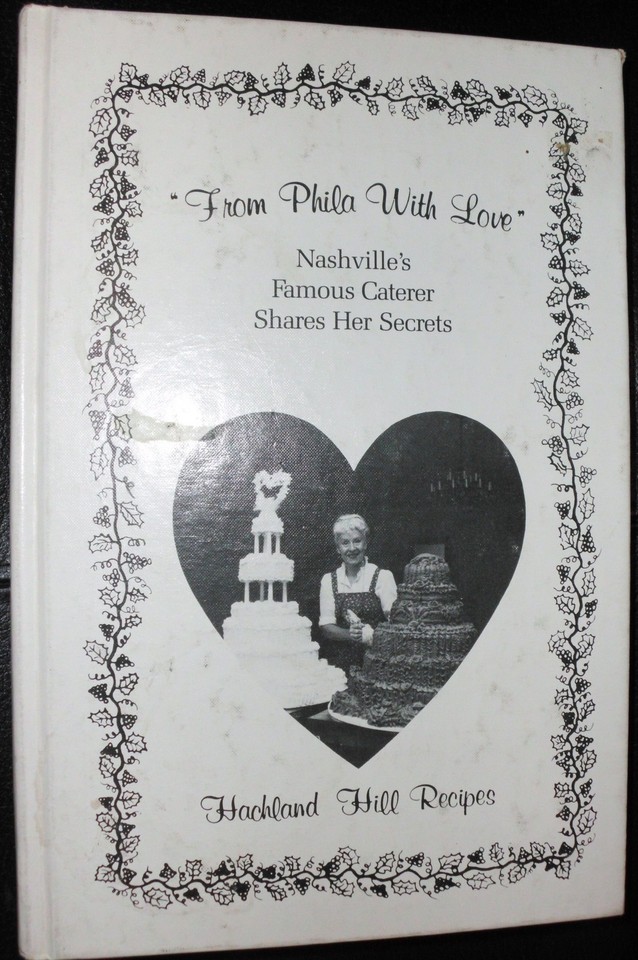 "From Phila With Love"
Nashville's
Famous Caterer
Shares Her Secrets
Hachland Hill Recipes